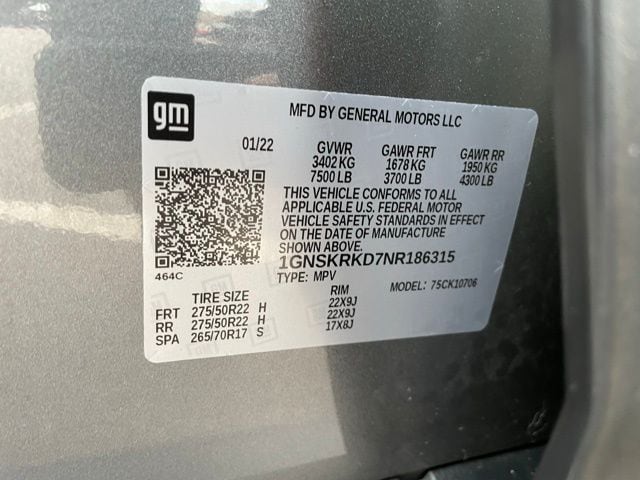 gm
MFD BY GENERAL MOTORS LLC
01/22 GVWR GAWR FRT GAWR RR
3402 KG 1678 KG 1950 KG
7500 LB 3700 LB 4300 LB
THIS VEHICLE CONFORMS TO ALL
APPLICABLE U.S. FEDERAL MOTOR
VEHICLE SAFETY STANDARDS IN EFFECT
ON THE DATE OF MANUFACTURE
SHOWN ABOVE.
464C
1GNSKRKD7NR186315
TYPE: MPV MODEL: 75CK10706
TIRE SIZE RIM
FRT 275/50R22 H 22X9J
RR 275/50R22 H 22X9J
SPA 265/70R17 S 17X8J